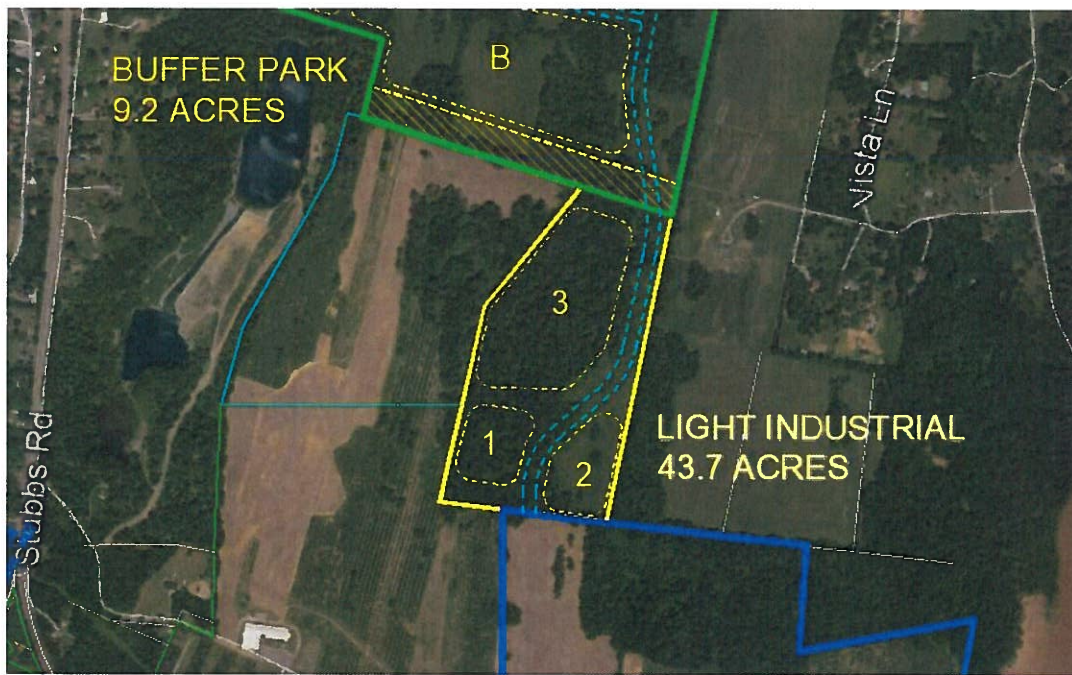 B
BUFFER PARK
9.2 ACRES
Vista Ln
3
LIGHT INDUSTRIAL
43.7 ACRES
1
2
Stubbs Rd